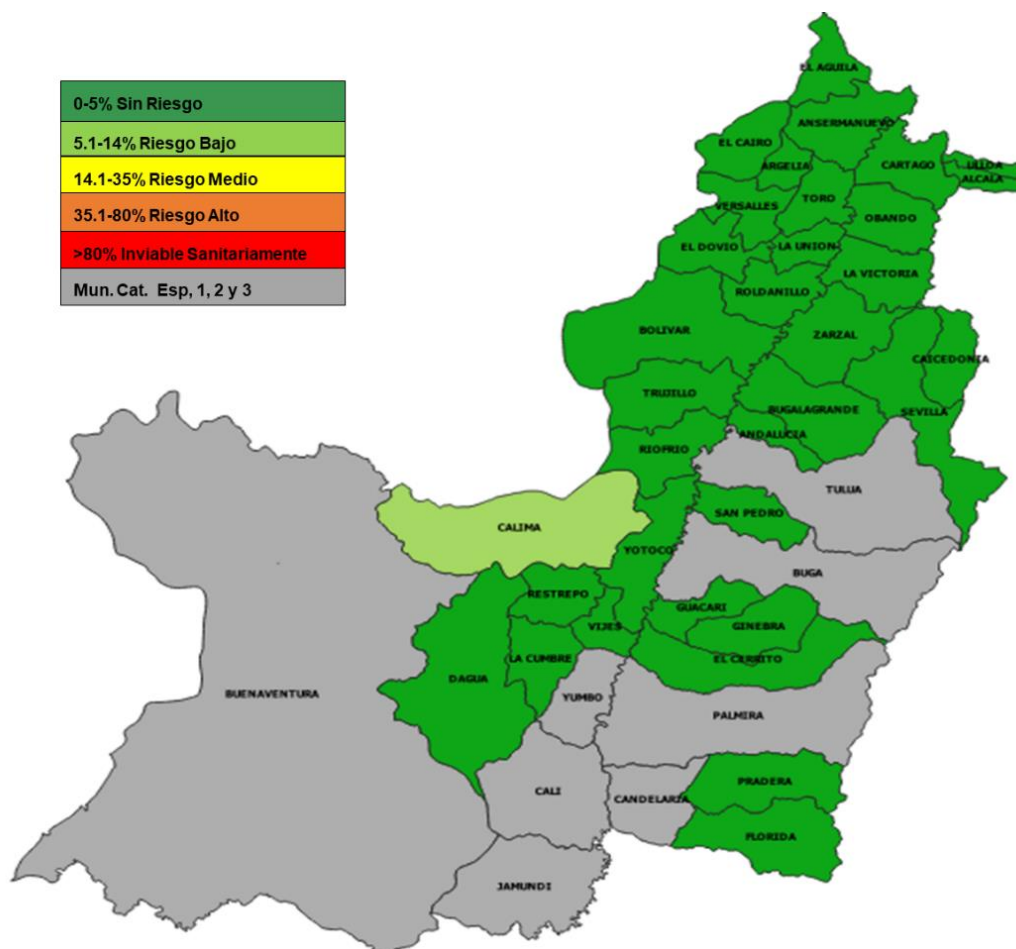 0-5% Sin Riesgo
5.1-14% Riesgo Bajo
14.1-35% Riesgo Medio
35.1-80% Riesgo Alto
>80% Inviable Sanitariamente
Mun. Cat. Esp, 1, 2 y 3
EL AGUILA
ANSERMANUEVO
EL CAIRO
ARGELIA
CARTAGO
ULLOA
ALCALA
VERSALLES
TORO
OBANDO
EL DOVIO
LA UNION
LA VICTORIA
ROLDANILLO
BOLIVAR
ZARZAL
CAICEDONIA
TRUJILLO
BUGALAGRANDE
SEVILLA
ANDALUCIA
RIOFRIO
TULUA
SAN PEDRO
CALIMA
YOTOCO
BUGA
RESTREPO
GUACARI
VIJES
GINEBRA
LA CUMBRE
EL CERRITO
DAGUA
BUENAVENTURA
YUMBO
PALMIRA
PRADERA
CALI
CANDELARIA
FLORIDA
JAMUNDI